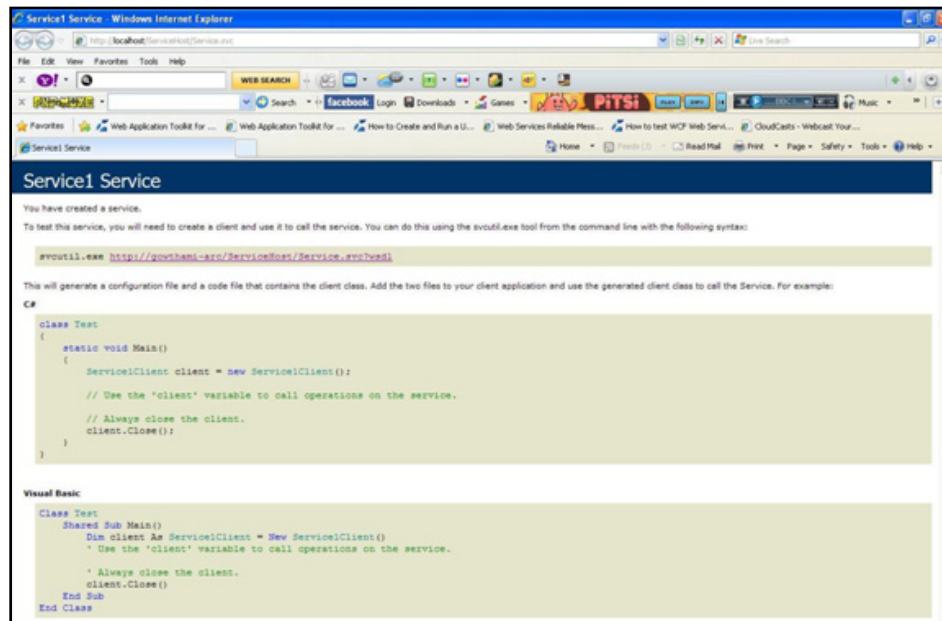 Service1 Service - Windows Internet Explorer
http://localhost/ServiceHost/Service.svc
Live Search
File Edit View Favorites Tools Help
WEB SEARCH
Search facebook Login Downloads Games PiTSi Music
Favorites Web Application Toolkit for ... Web Application Toolkit for ... How to Create and Run a U... Web Services Reliable Mess... How to test WCF Web Servi... CloudCasts - Webcast Your...
Service1 Service Home Feeds (J) Read Mail Print Page Safety Tools Help
Service1 Service
You have created a service.
To test this service, you will need to create a client and use it to call the service. You can do this using the svcutil.exe tool from the command line with the following syntax:
svcutil.exe http://gowthami-arc/ServiceHost/Service.svc?wsdl
This will generate a configuration file and a code file that contains the client class. Add the two files to your client application and use the generated client class to call the Service. For example:
C#
class Test
{
static void Main()
{
Service1Client client = new Service1Client();
// Use the 'client' variable to call operations on the service.
// Always close the client.
client.Close();
}
}
Visual Basic
Class Test
Shared Sub Main()
Dim client As Service1Client = New Service1Client()
' Use the 'client' variable to call operations on the service.
' Always close the client.
client.Close()
End Sub
End Class